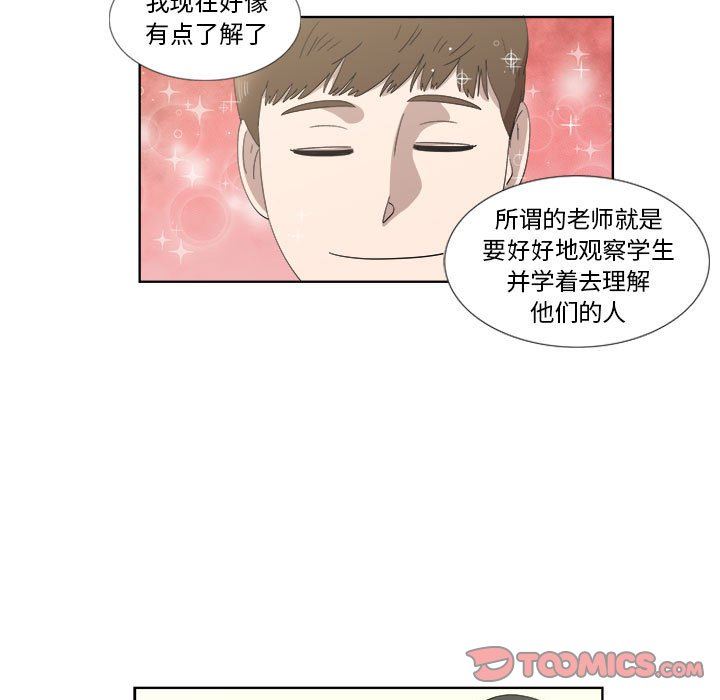 我现在好像
有点了解了
所谓的老师就是
要好好地观察学生
并学着去理解
他们的人
TOOMICS.COM